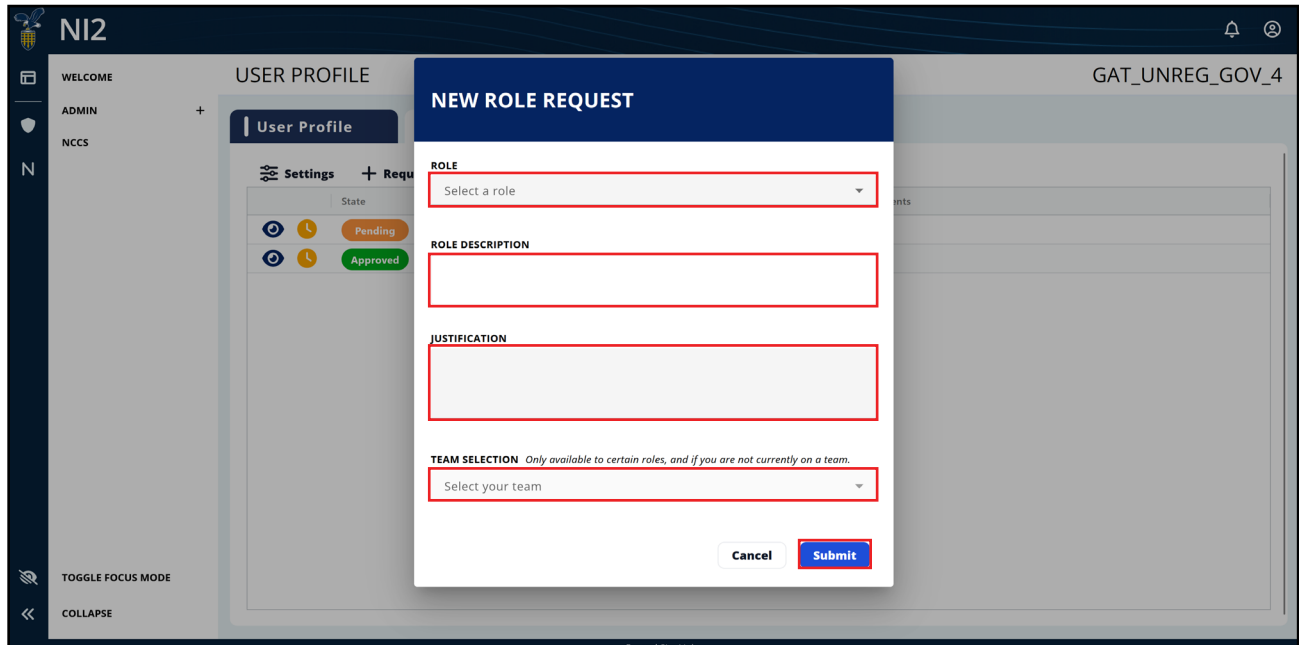 NI2
WELCOME
ADMIN +
NCCS
N
TOGGLE FOCUS MODE
COLLAPSE
USER PROFILE
GAT_UNREG_GOV_4
User Profile
Settings + Requ
State
nts
Pending
Approved
NEW ROLE REQUEST
ROLE
Select a role
ROLE DESCRIPTION
JUSTIFICATION
TEAM SELECTION Only available to certain roles, and if you are not currently on a team.
Select your team
Cancel Submit